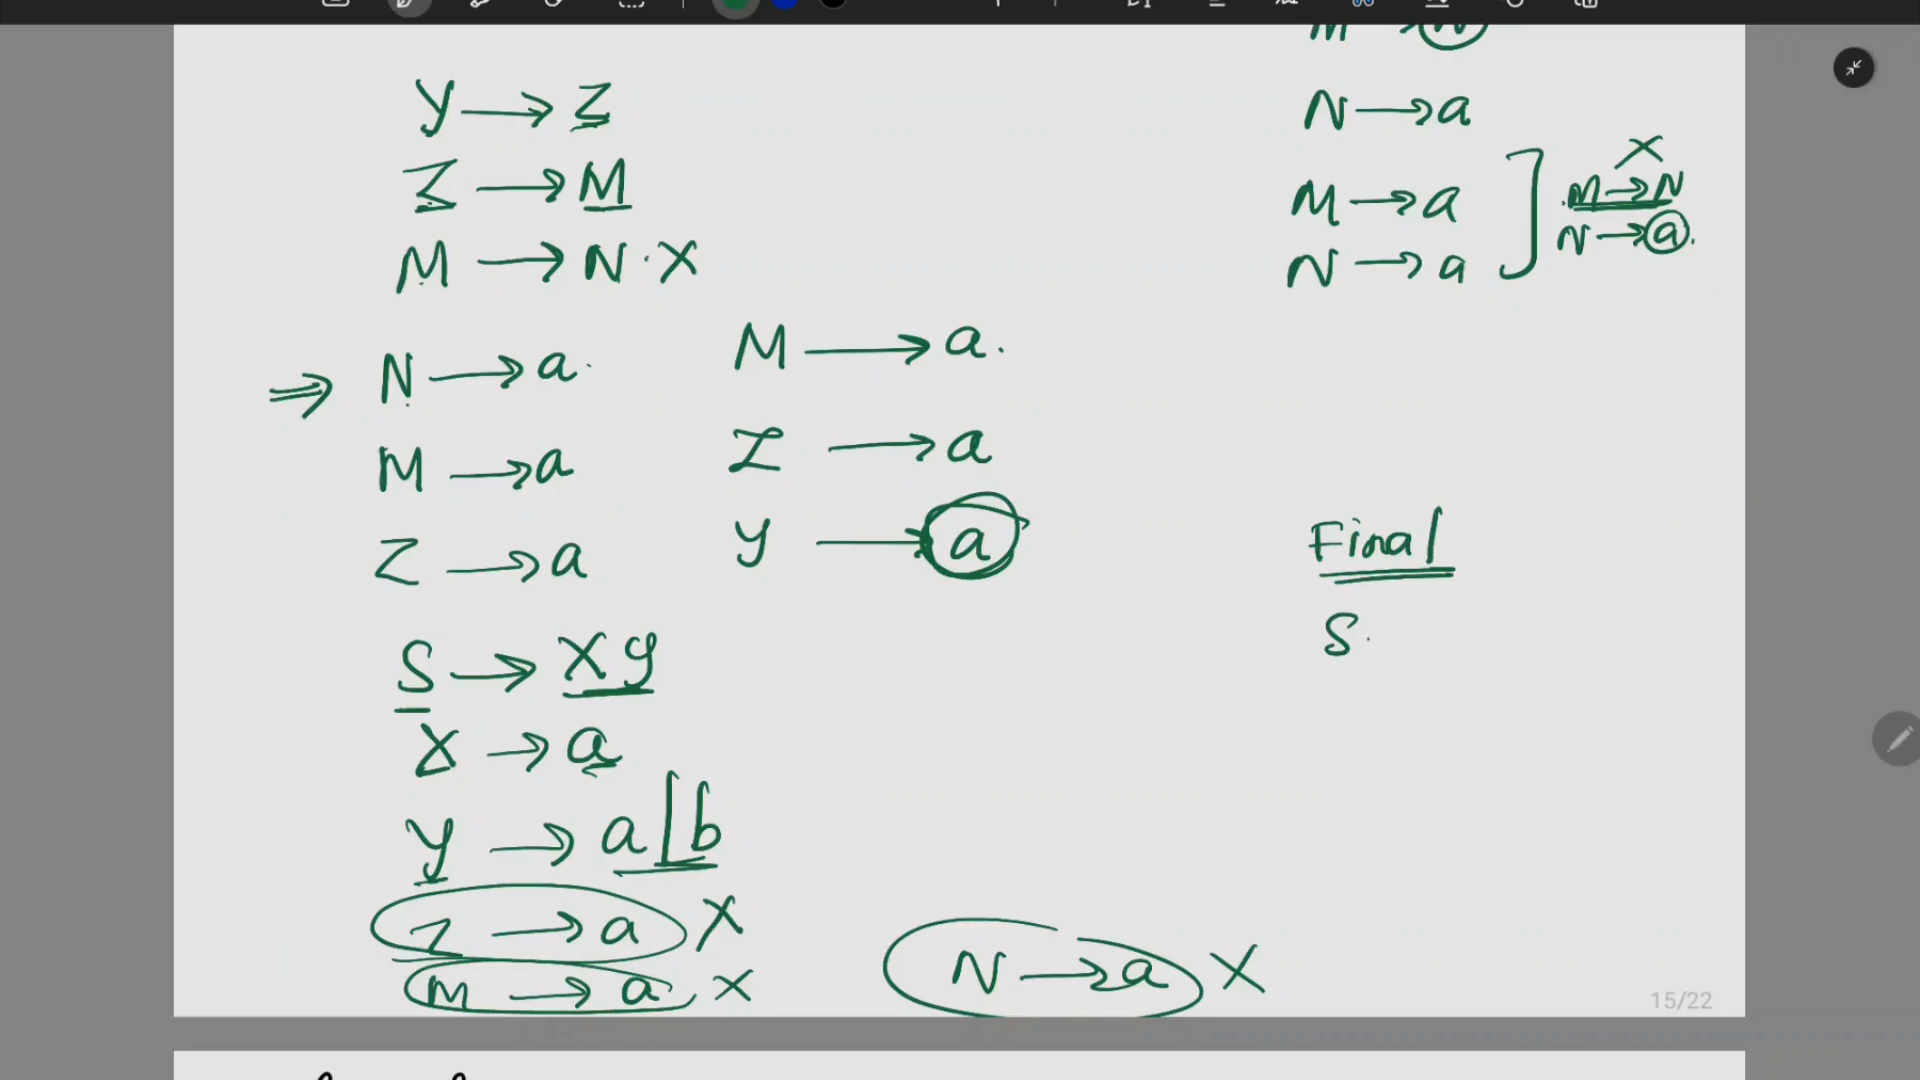 Y → Z
Z → M
M → N. X
⇒ N → a.
M → a
Z → a
M → a.
Z → a
Y → a
S → XY
X → a
Y → a|b
Z → a X
M → a X
N → a X
N → a
M → a
N → a
X
M → N
N → a.
Final
S.
15/22